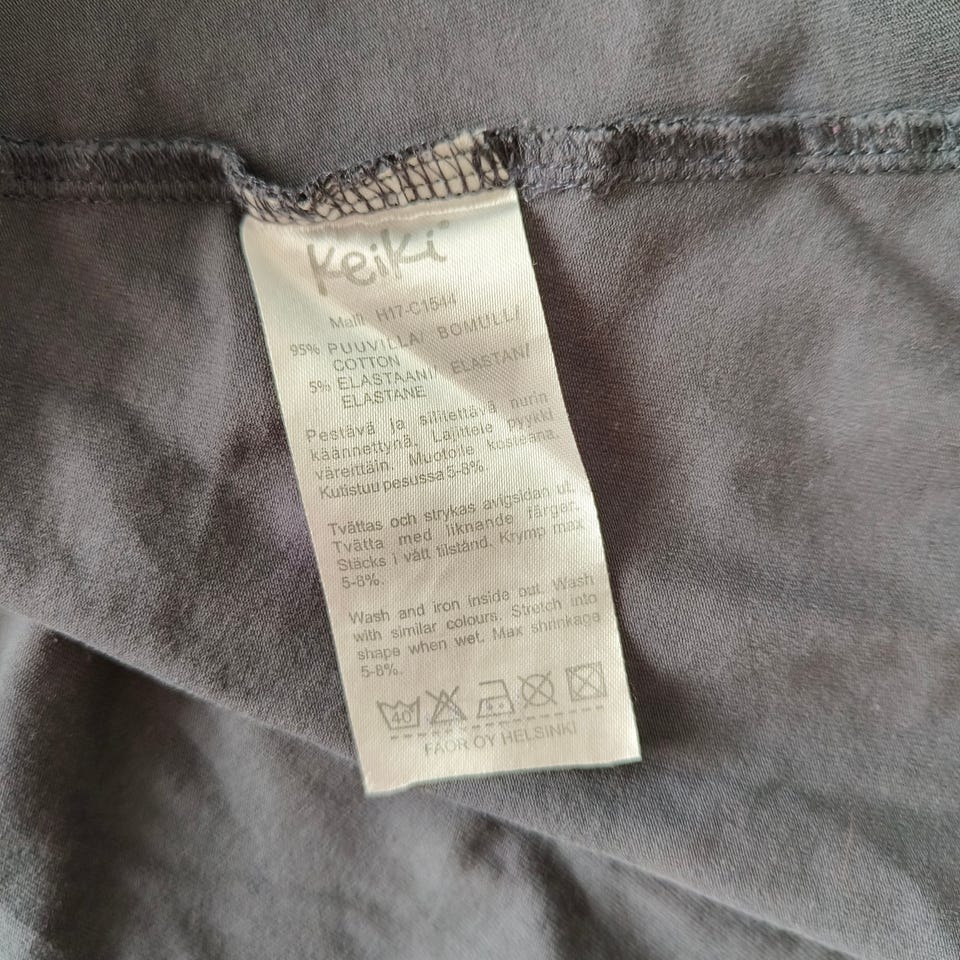 Keiki®
Malli H17-C1544
95% PUUVILLA/ BOMULL/
COTTON
5% ELASTAANI/ ELASTAN/
ELASTANE
Pestävä ja silitettävä nurin
käännettynä. Lajittele pyykki
väreittäin. Muotoile kosteana.
Kutistuu pesussa 5-8%.
Tvättas och strykas avigsidan ut.
Tvätta med liknande färger.
Stäcks i vått tilstånd. Krymp max
5-8%.
Wash and iron inside out. Wash
with similar colours. Stretch into
shape when wet. Max shrinkage
5-8%.
40
FAOR OY HELSINKI